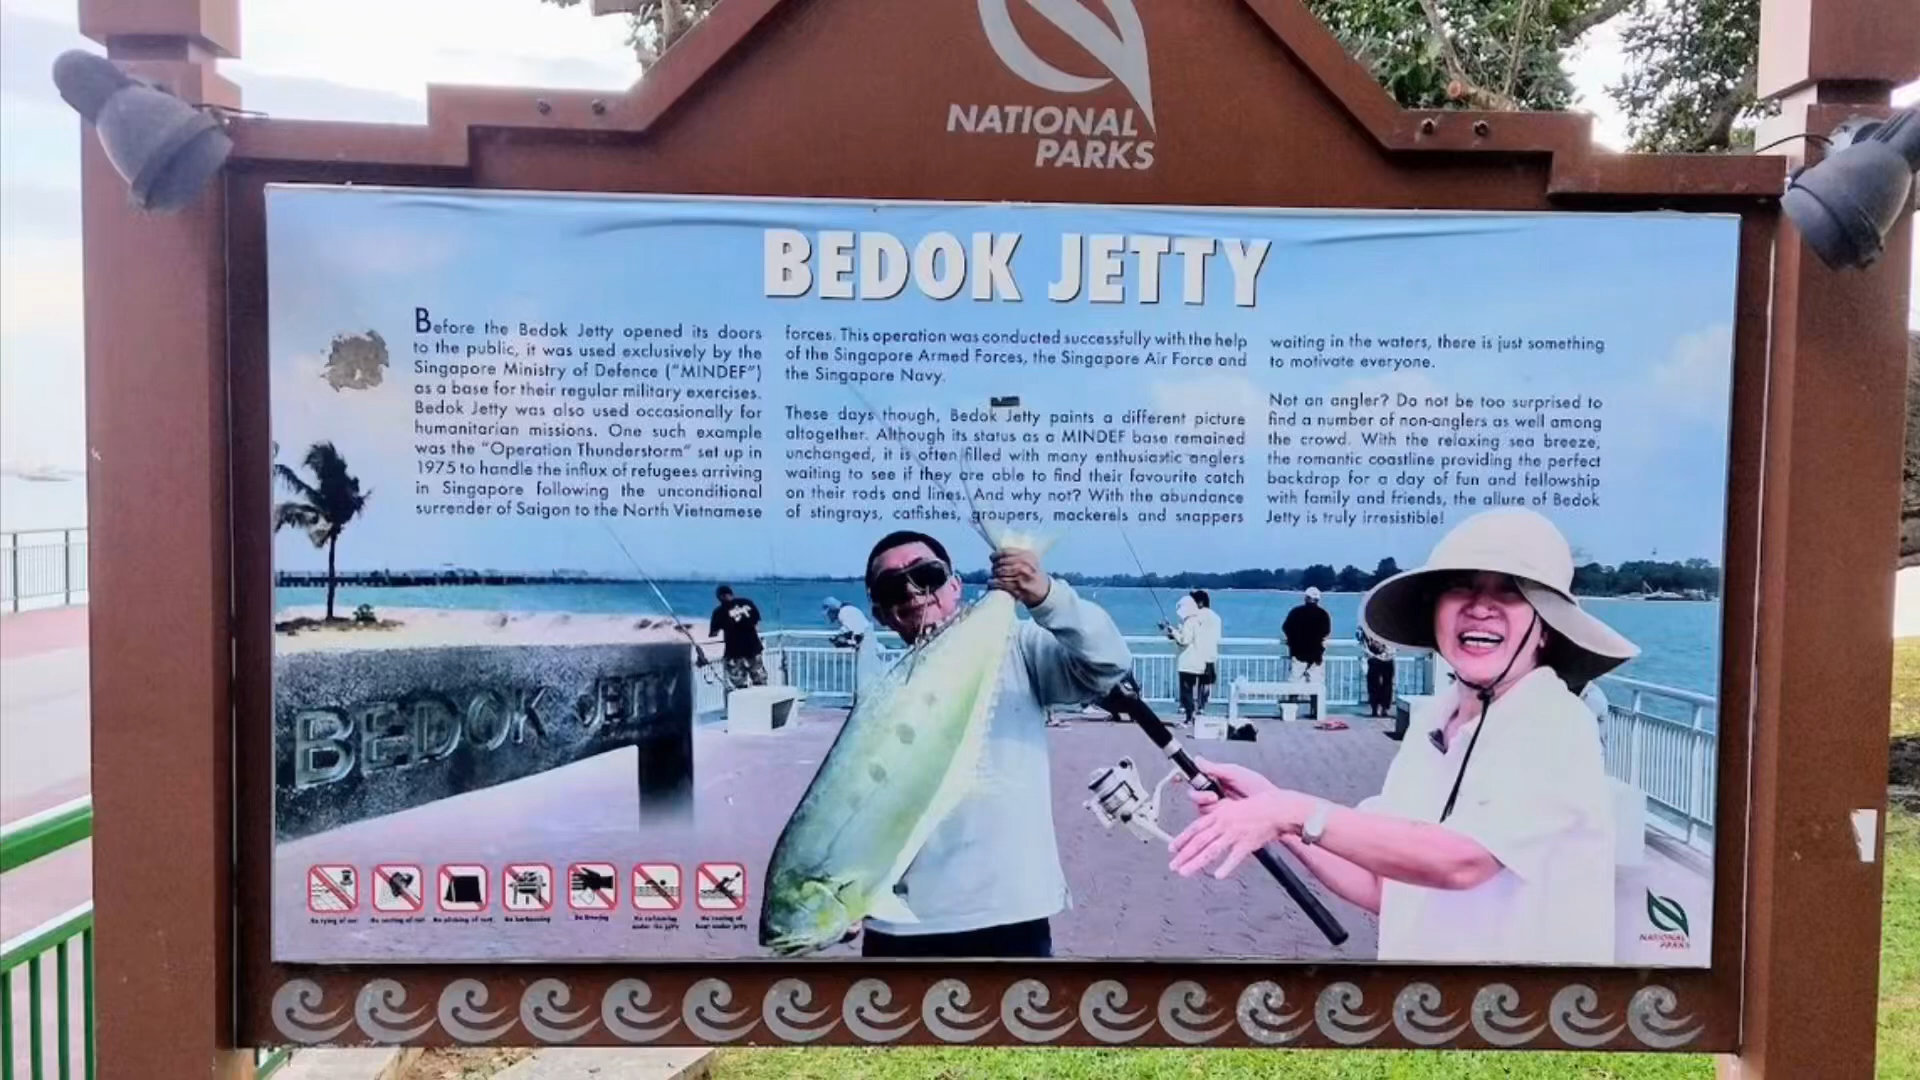 NATIONAL
PARKS
BEDOK JETTY
Before the Bedok Jetty opened its doors
to the public, it was used exclusively by the
Singapore Ministry of Defence ("MINDEF")
as a base for their regular military exercises.
Bedok Jetty was also used occasionally for
humanitarian missions. One such example
was the "Operation Thunderstorm" set up in
1975 to handle the influx of refugees arriving
in Singapore following the unconditional
surrender of Saigon to the North Vietnamese
forces. This operation was conducted successfully with the help
of the Singapore Armed Forces, the Singapore Air Force and
the Singapore Navy.
These days though, Bedok Jetty paints a different picture
altogether. Although its status as a MINDEF base remained
unchanged, it is often filled with many enthusiastic anglers
waiting to see if they are able to find their favourite catch
on their rods and lines. And why not? With the abundance
of stingrays, catfishes, groupers, mackerels and snappers
waiting in the waters, there is just something
to motivate everyone.
Not an angler? Do not be too surprised to
find a number of non-anglers as well among
the crowd. With the relaxing sea breeze,
the romantic coastline providing the perfect
backdrop for a day of fun and fellowship
with family and friends, the allure of Bedok
Jetty is truly irresistible!
BEDOK JETTY
No barbecuing
NATIONAL
PARKS